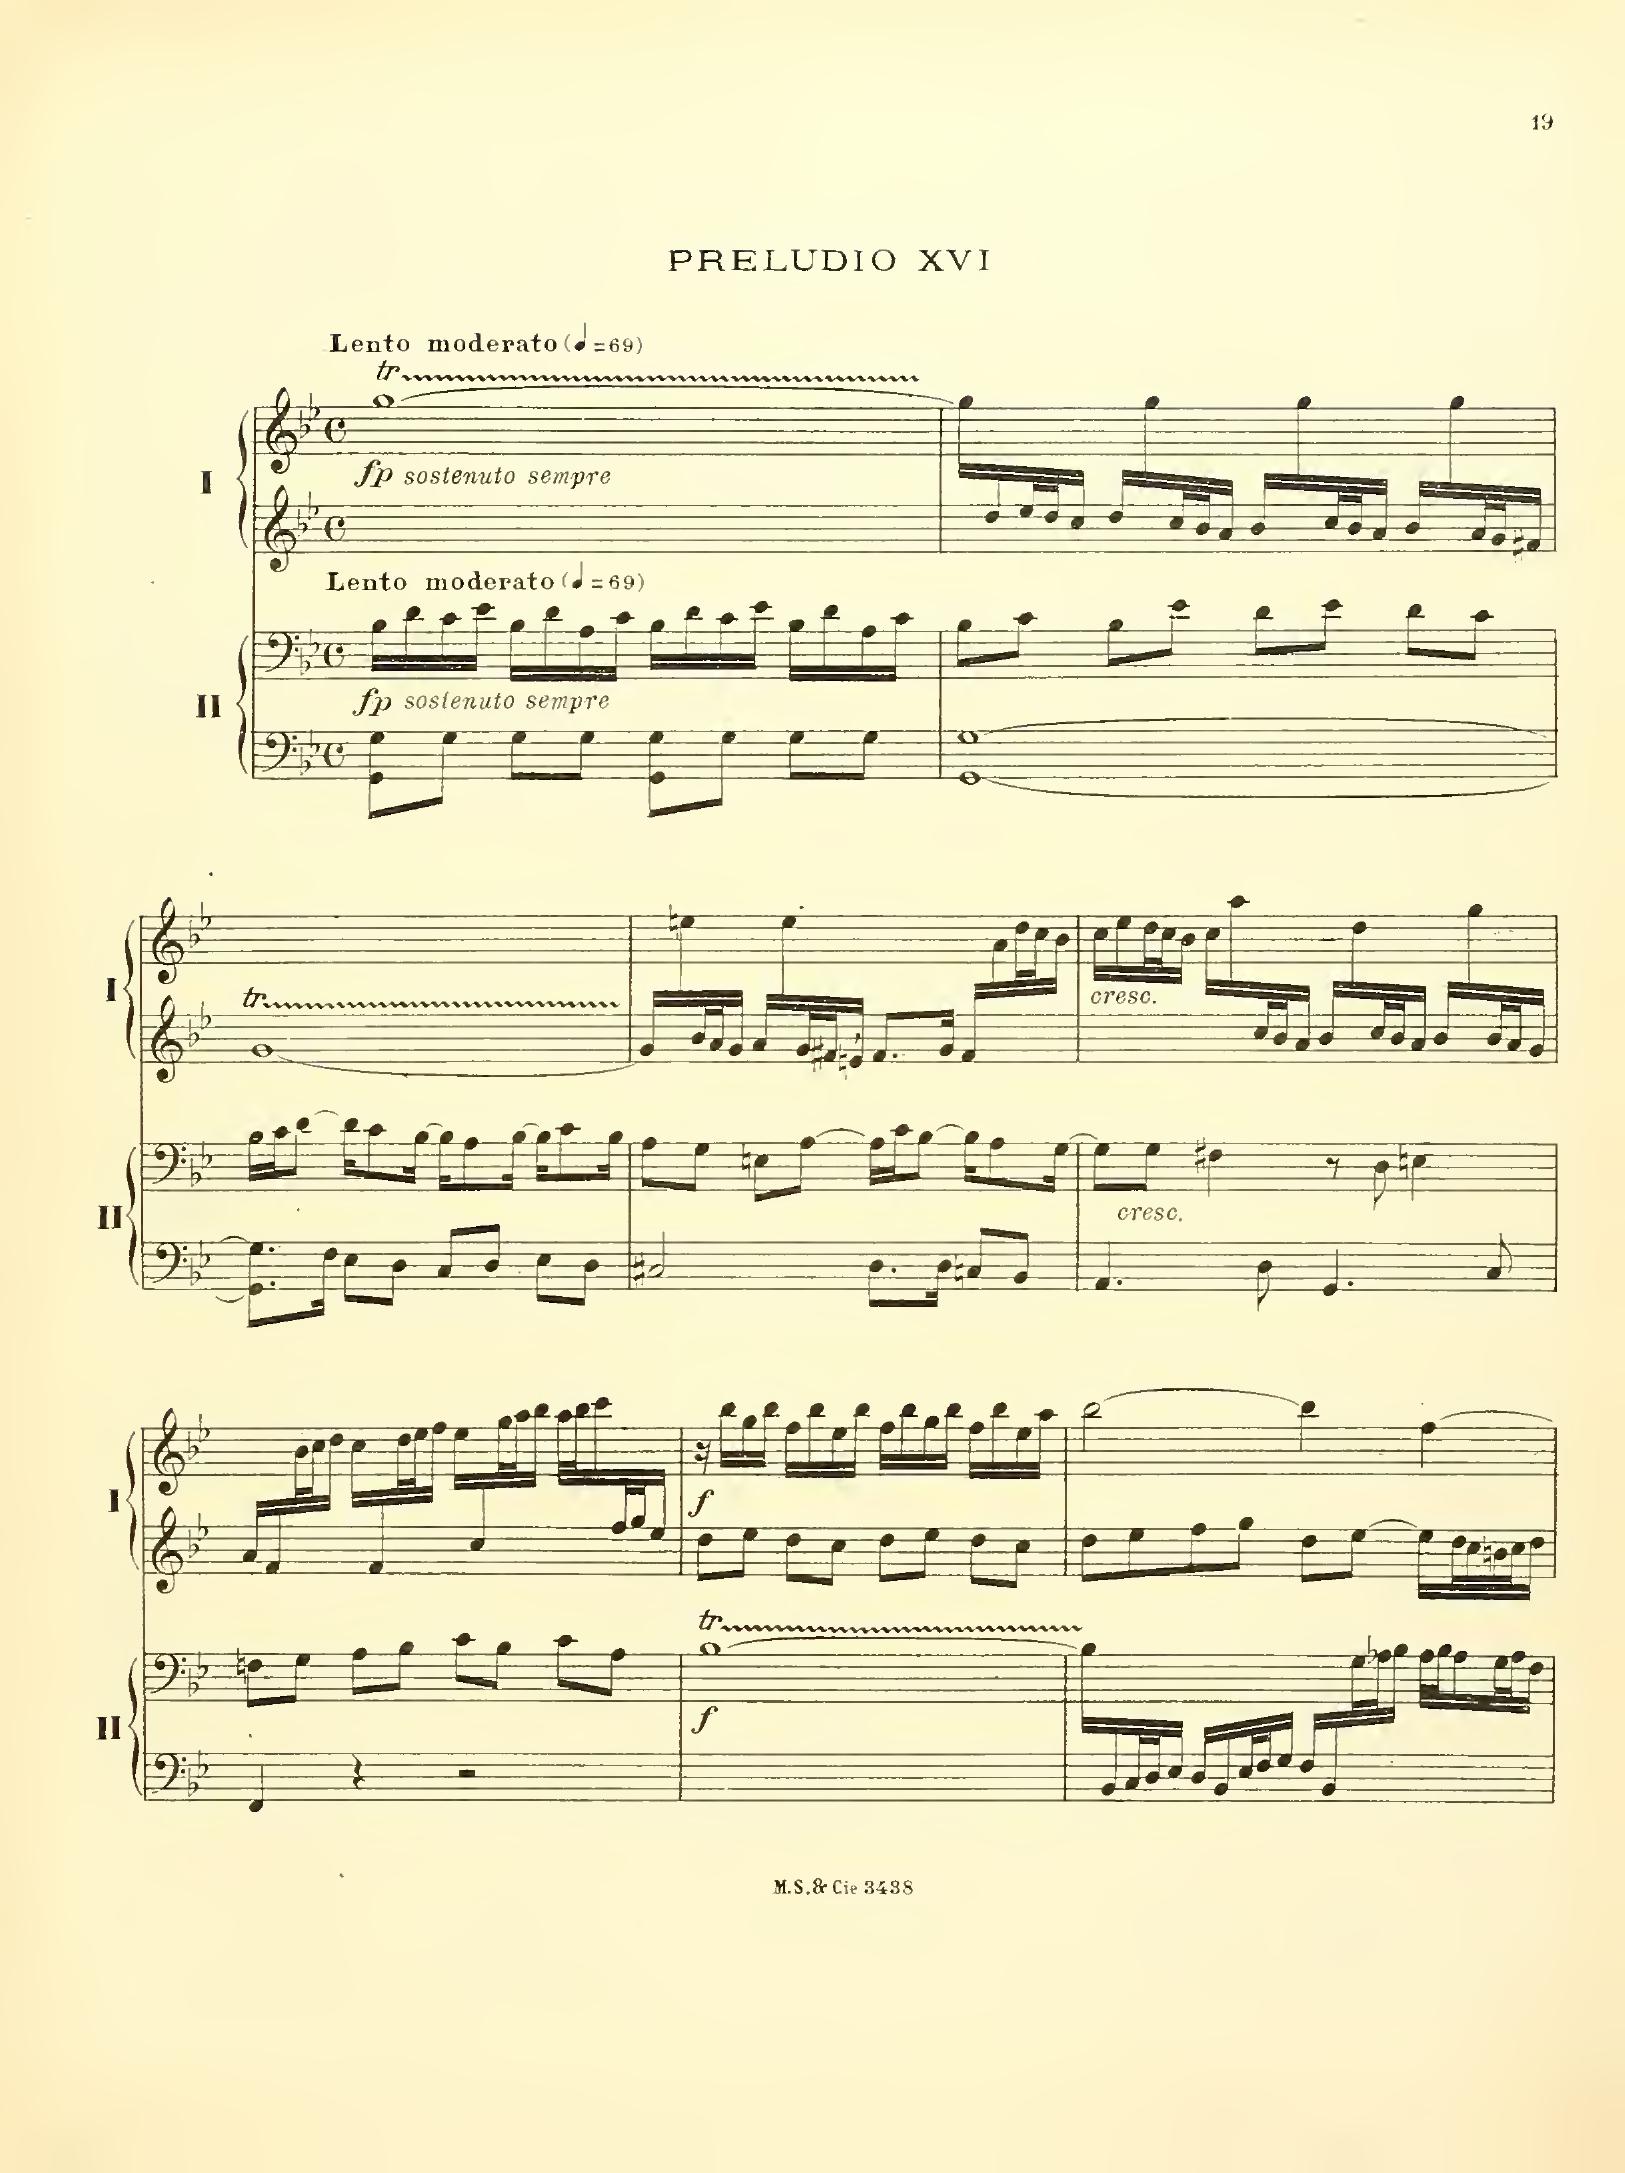 19
PRELUDIO XVI
Lento moderato (♩=69)
tr
fp sostenuto sempre
I
Lento moderato (♩=69)
fp sostenuto sempre
II
I
tr
cresc.
II
cresc.
I
f
tr
II
f
M.S.& Cie 3438